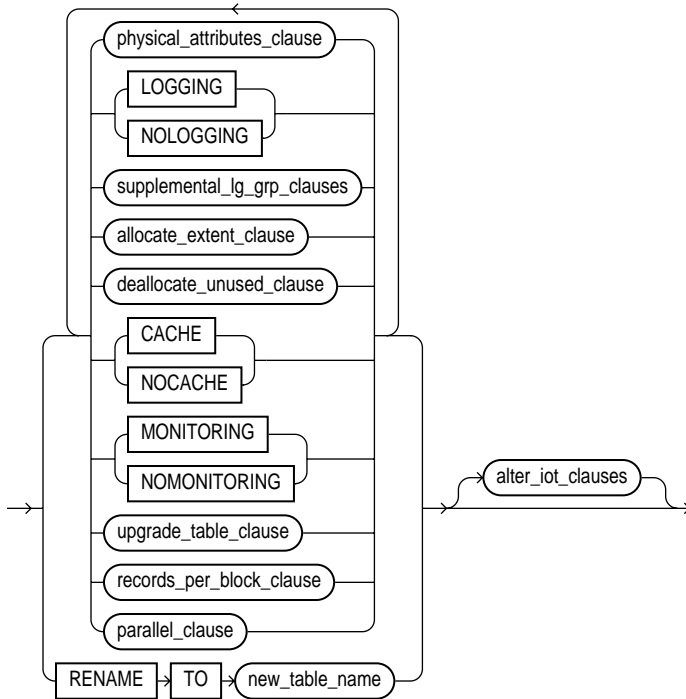 physical_attributes_clause
LOGGING
NOLOGGING
supplemental_lg_grp_clauses
allocate_extent_clause
deallocate_unused_clause
CACHE
NOCACHE
MONITORING
NOMONITORING
alter_iot_clauses
upgrade_table_clause
records_per_block_clause
parallel_clause
RENAME TO new_table_name